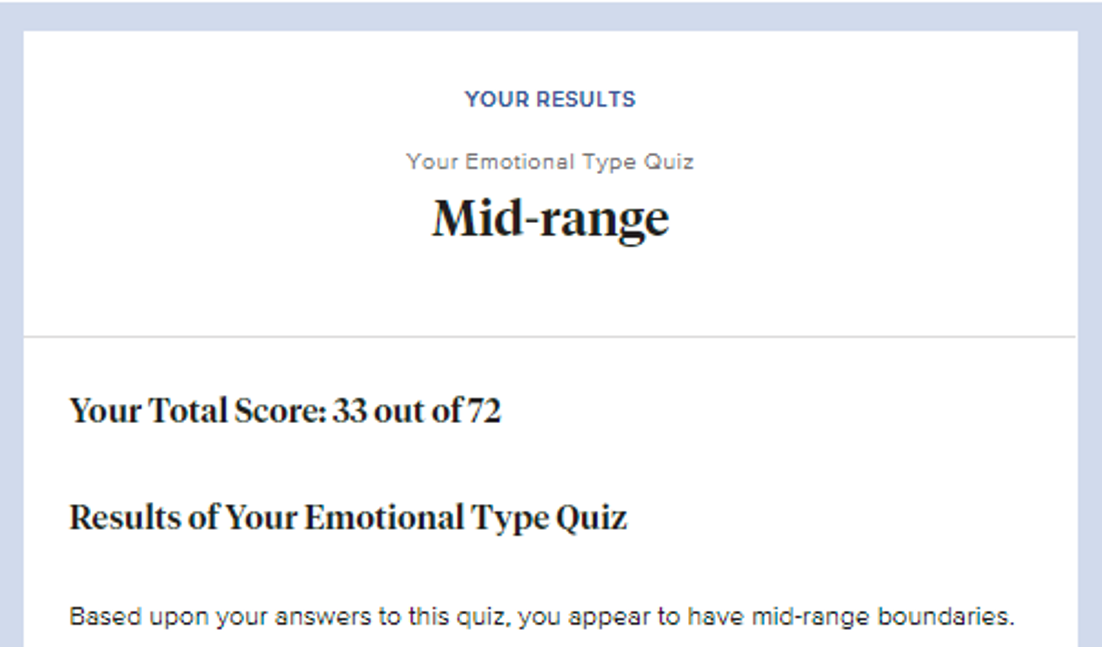 YOUR RESULTS
Your Emotional Type Quiz
Mid-range
Your Total Score: 33 out of 72
Results of Your Emotional Type Quiz
Based upon your answers to this quiz, you appear to have mid-range boundaries.